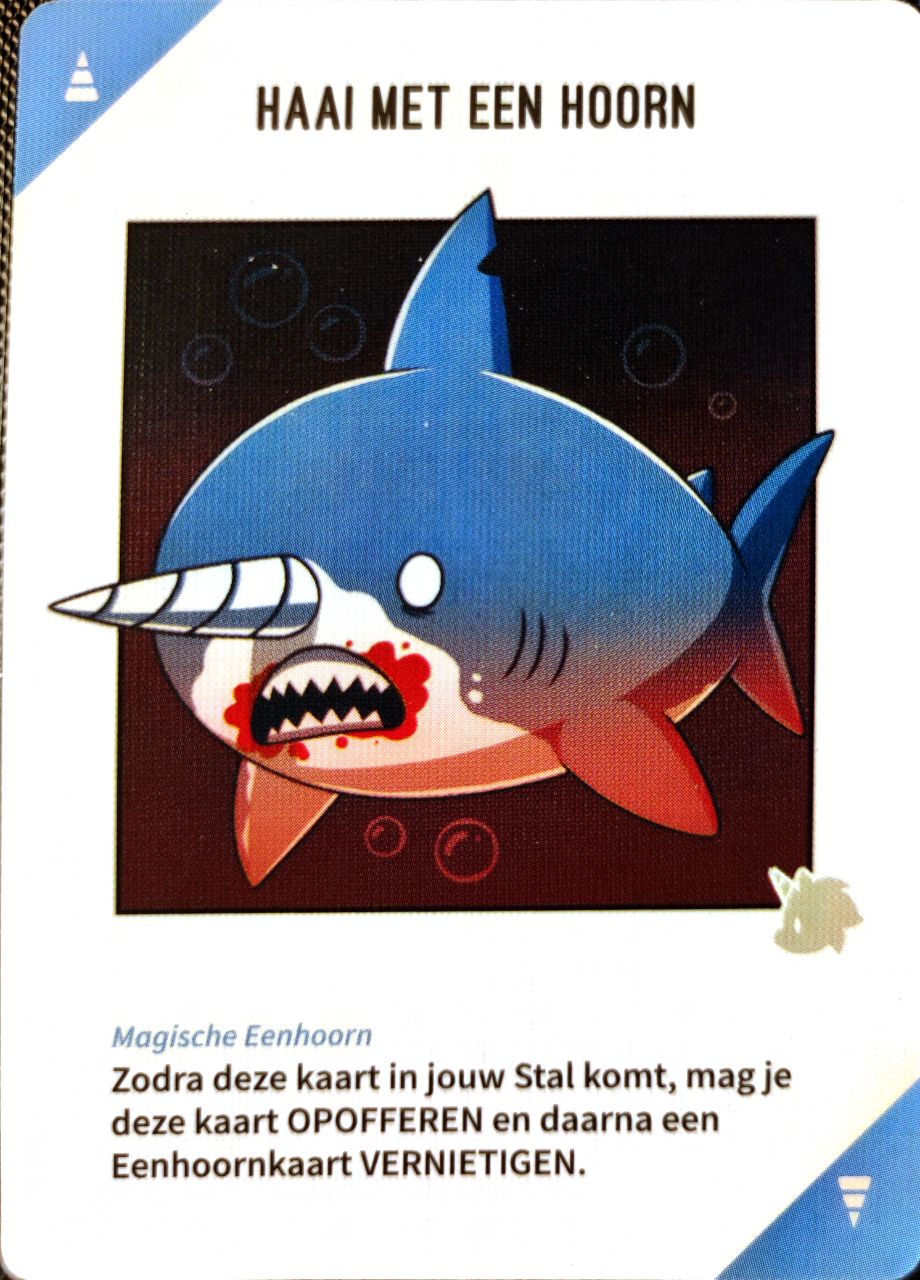 HAAI MET EEN HOORN
Magische Eenhoorn
Zodra deze kaart in jouw Stal komt, mag je
deze kaart OPOFFEREN en daarna een
Eenhoornkaart VERNIETIGEN.